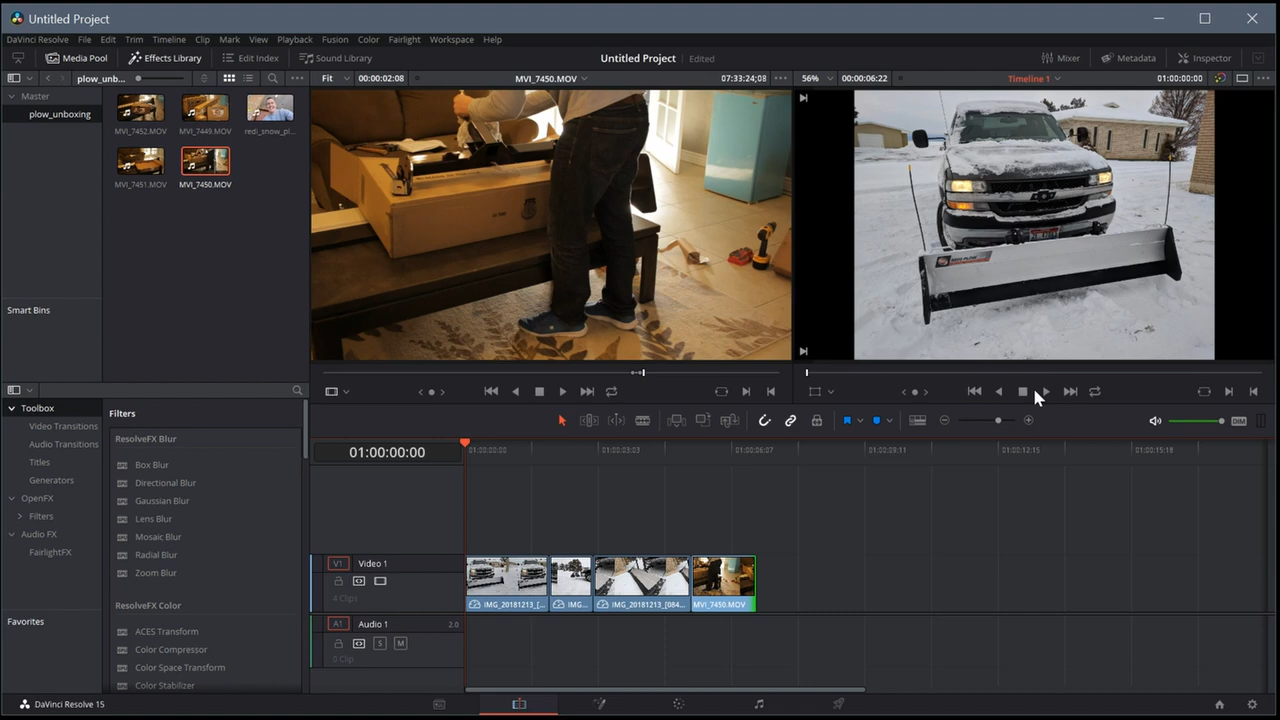 Untitled Project
DaVinci Resolve File Edit Trim Timeline Clip Mark View Playback Fusion Color Fairlight Workspace Help
Media Pool Effects Library Edit Index Sound Library Untitled Project Edited Mixer Metadata Inspector
plow_unb... Fit 00:00:02:08 MVI_7450.MOV 07:33:24;08 56% 00:00:06:22 Timeline 1 01:00:00:00
Master
plow_unboxing
MVI_7452.MOV MVI_7449.MOV redi_snow_pl...
MVI_7451.MOV MVI_7450.MOV
Smart Bins
Toolbox
Video Transitions
Audio Transitions
Titles
Generators
OpenFX
Filters
Audio FX
FairlightFX
Favorites
Filters
ResolveFX Blur
Box Blur
Directional Blur
Gaussian Blur
Lens Blur
Mosaic Blur
Radial Blur
Zoom Blur
ResolveFX Color
ACES Transform
Color Compressor
Color Space Transform
Color Stabilizer
DIM
01:00:00:00 01:00:00:00 01:00:03:03 01:00:06:07 01:00:09:11 01:00:12:15 01:00:15:18
V1 Video 1
4 Clips
IMG_20181213_[... IMG... IMG_20181213_[084... MVI_7450.MOV
A1 Audio 1 2.0
S M
0 Clip
DaVinci Resolve 15